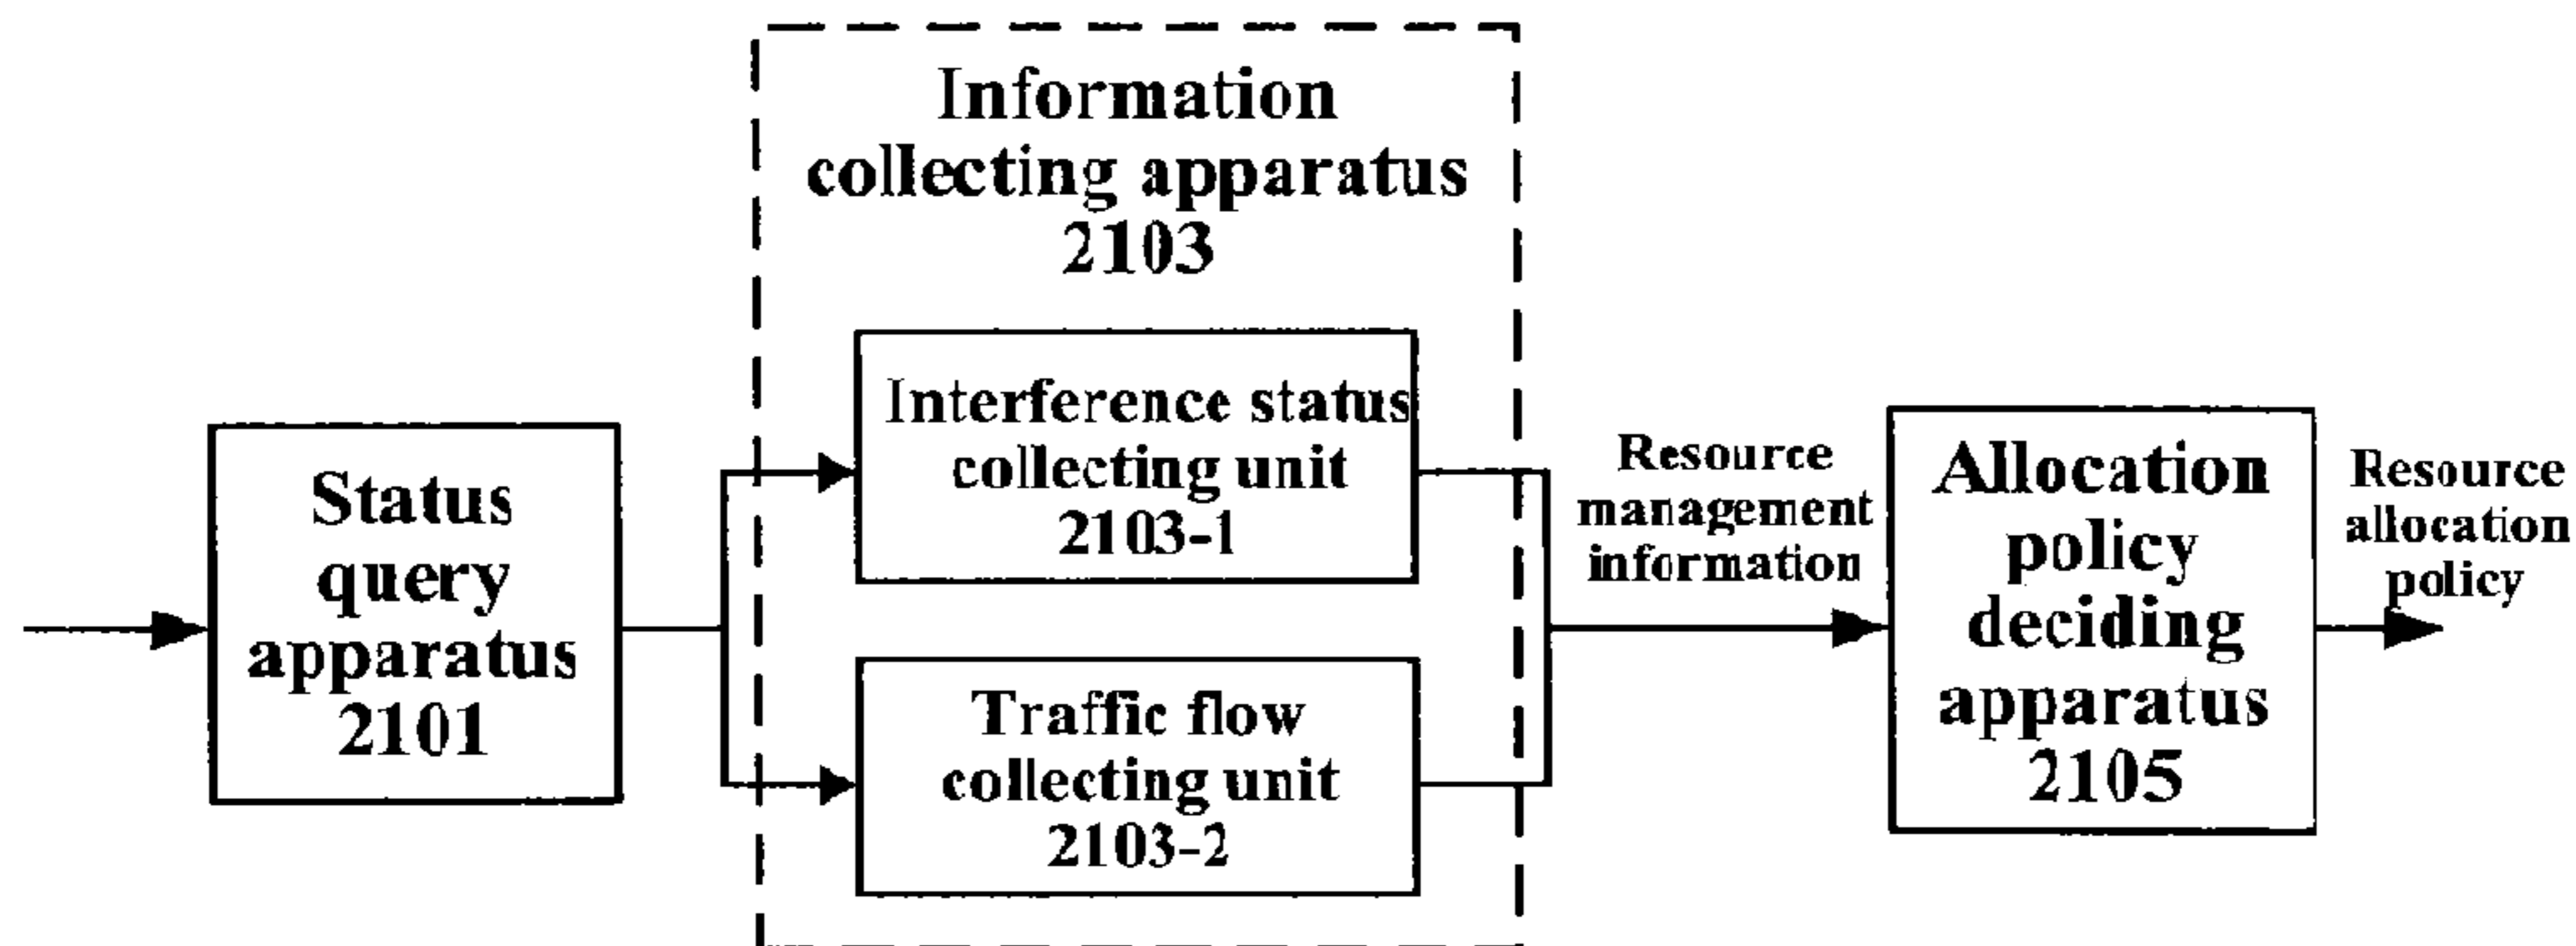 Information
collecting apparatus
2103
Status
query
apparatus
2101
Interference status
collecting unit
2103-1
Traffic flow
collecting unit
2103-2
Resource
management
information
Allocation
policy
deciding
apparatus
2105
Resource
allocation
policy